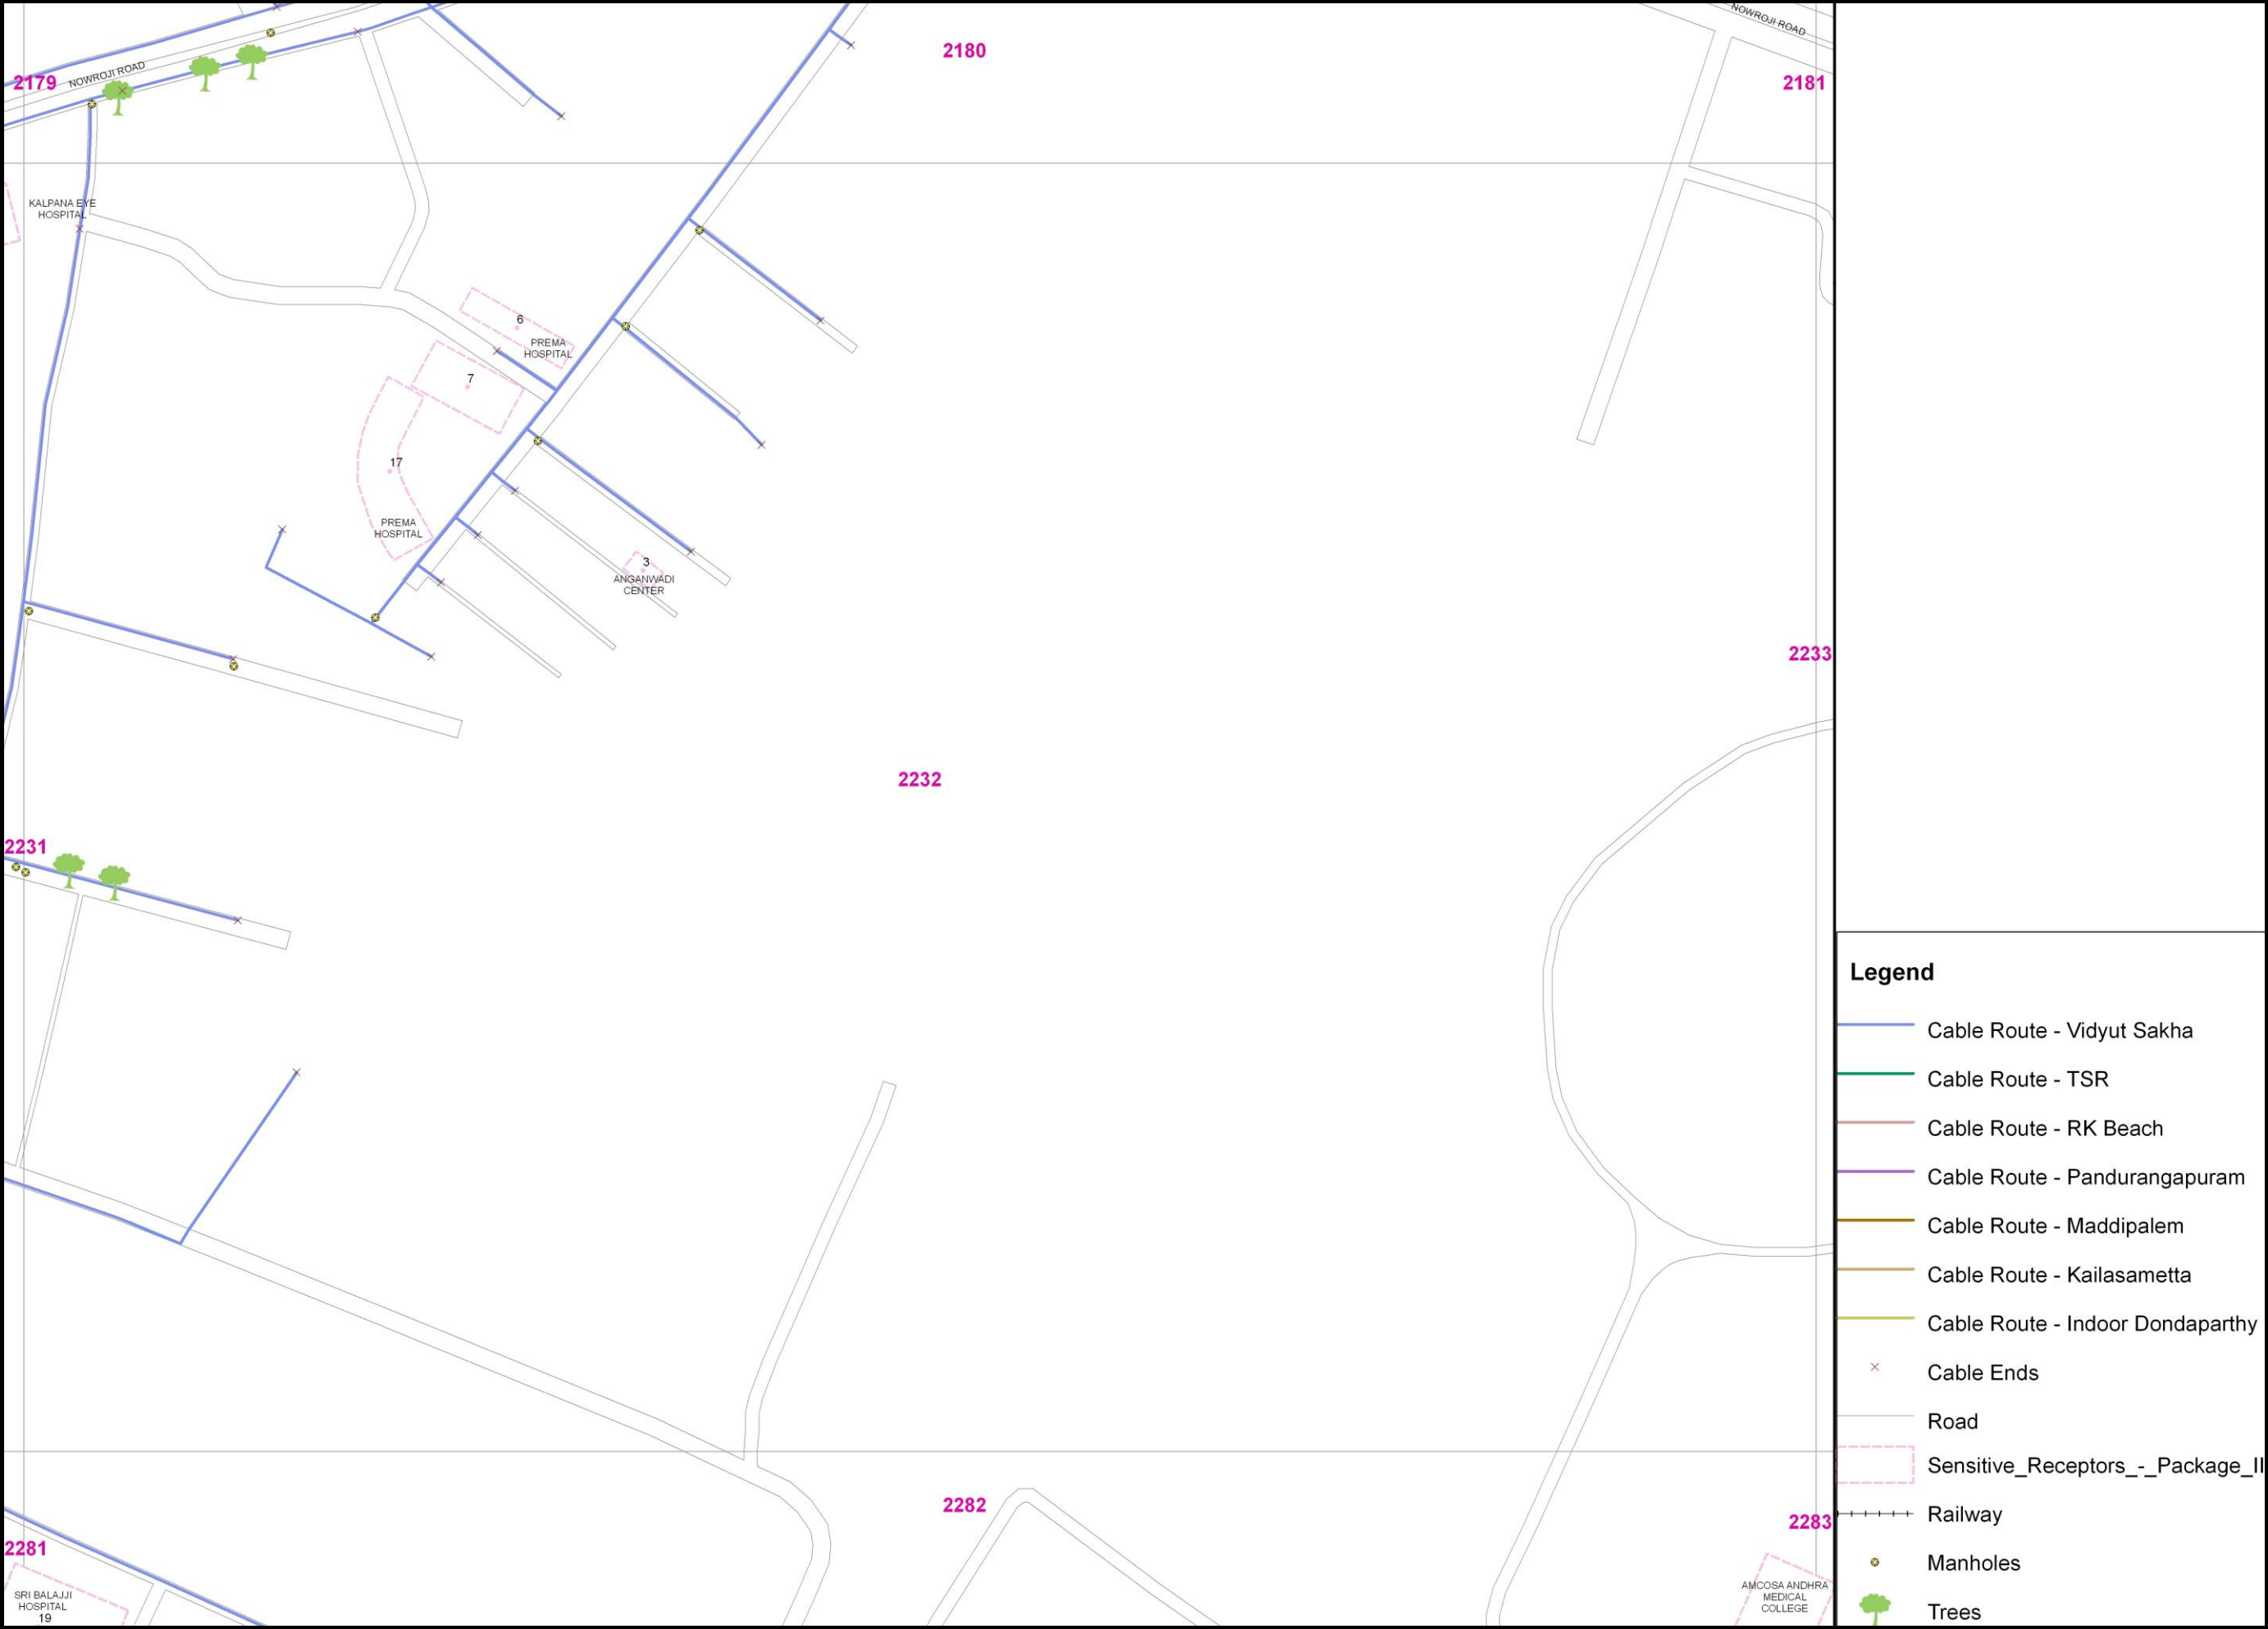 NOWROJI ROAD
2180
2179
NOWROJI ROAD
2181
KALPANA EYE
HOSPITAL
6
PREMA
HOSPITAL
7
17
PREMA
HOSPITAL
3
ANGANWADI
CENTER
2233
2232
2231
2282
2283
2281
SRI BALAJJI
HOSPITAL
19
AMCOSA ANDHRA
MEDICAL
COLLEGE
Legend
Cable Route - Vidyut Sakha
Cable Route - TSR
Cable Route - RK Beach
Cable Route - Pandurangapuram
Cable Route - Maddipalem
Cable Route - Kailasametta
Cable Route - Indoor Dondaparthy
Cable Ends
Road
Sensitive_Receptors_-_Package_II
Railway
Manholes
Trees